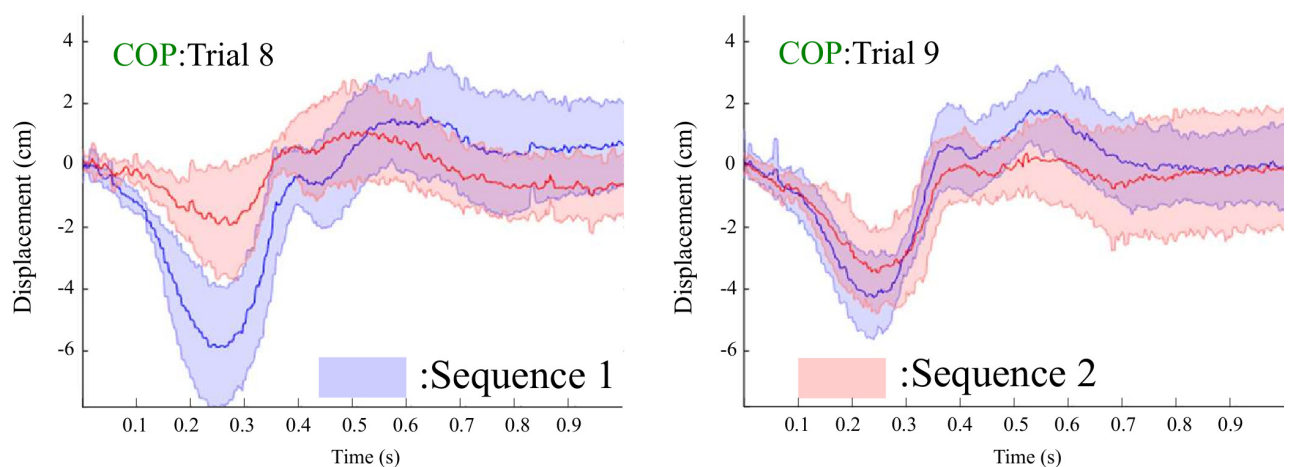 COP:Trial 8
Displacement (cm)
4
2
0
-2
-4
-6
:Sequence 1
0.1 0.2 0.3 0.4 0.5 0.6 0.7 0.8 0.9
Time (s)
COP:Trial 9
Displacement (cm)
4
2
0
-2
-4
-6
:Sequence 2
0.1 0.2 0.3 0.4 0.5 0.6 0.7 0.8 0.9
Time (s)